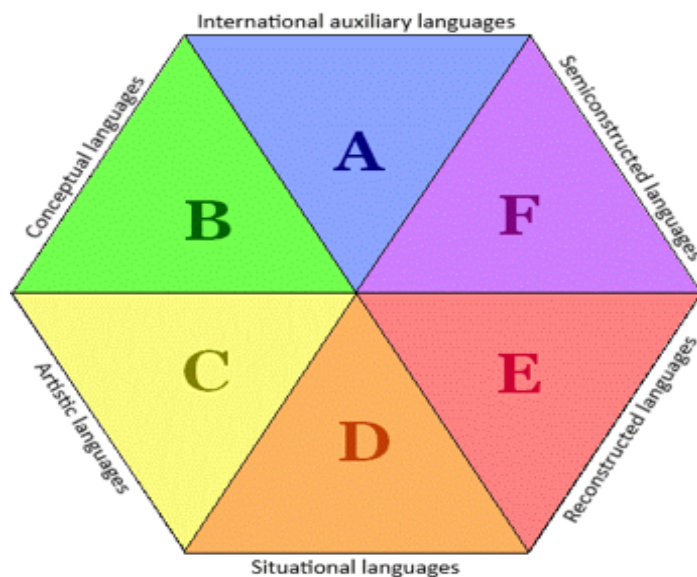 International auxiliary languages
Conceptual languages
Semiconstructed languages
A
B
F
C
E
D
Artistic languages
Reconstructed languages
Situational languages